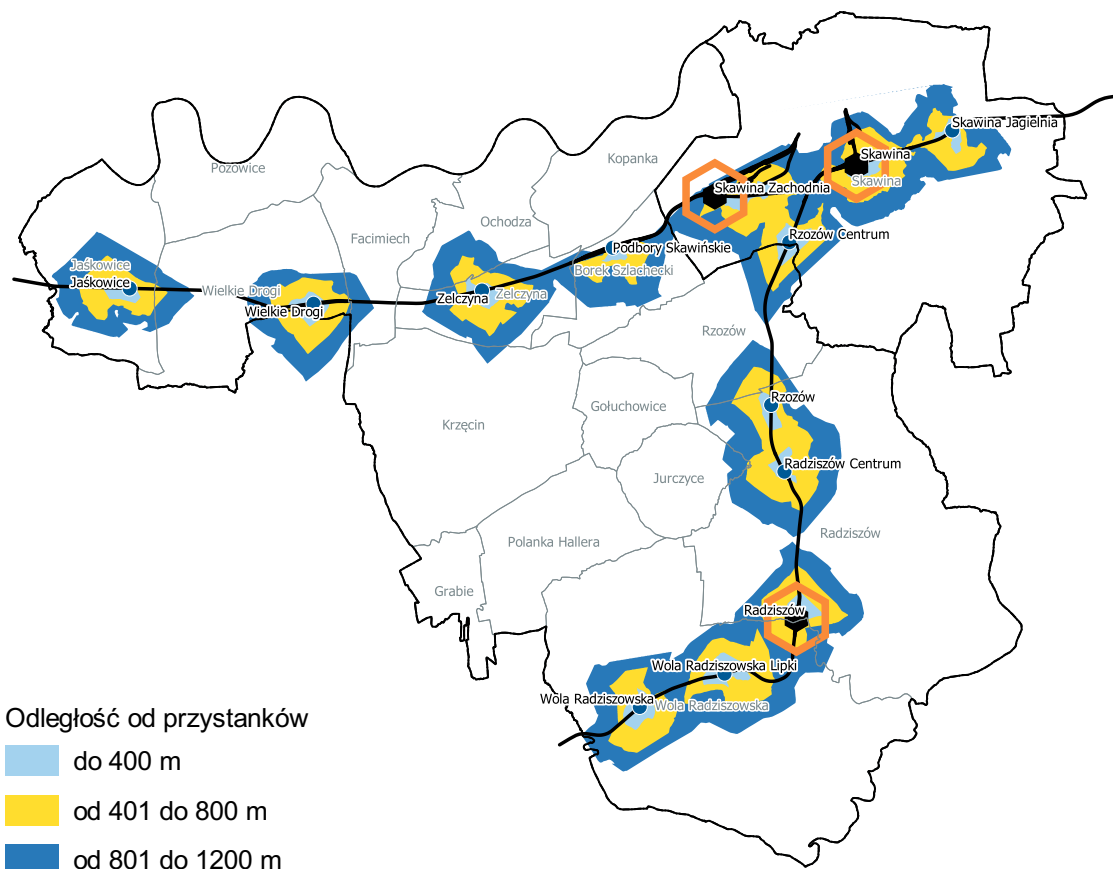 Skawina Jagielnia
Skawina
Kopanka
Pozowice
Skawina
Skawina Zachodnia
Ochodza
Rzozów Centrum
Facimiech
Podbory Skawińskie
Jaśkowice
Borek Szlachecki
Jaśkowice
Wielkie Drogi
Zelczyna
Zelczyna
Wielkie Drogi
Rzozów
Rzozów
Gołuchowice
Krzęcin
Radziszów Centrum
Jurczyce
Radziszów
Polanka Hallera
Grabie
Radziszów
Wola Radziszowska Lipki
Wola Radziszowska
Wola Radziszowska
Odległość od przystanków
do 400 m
od 401 do 800 m
od 801 do 1200 m